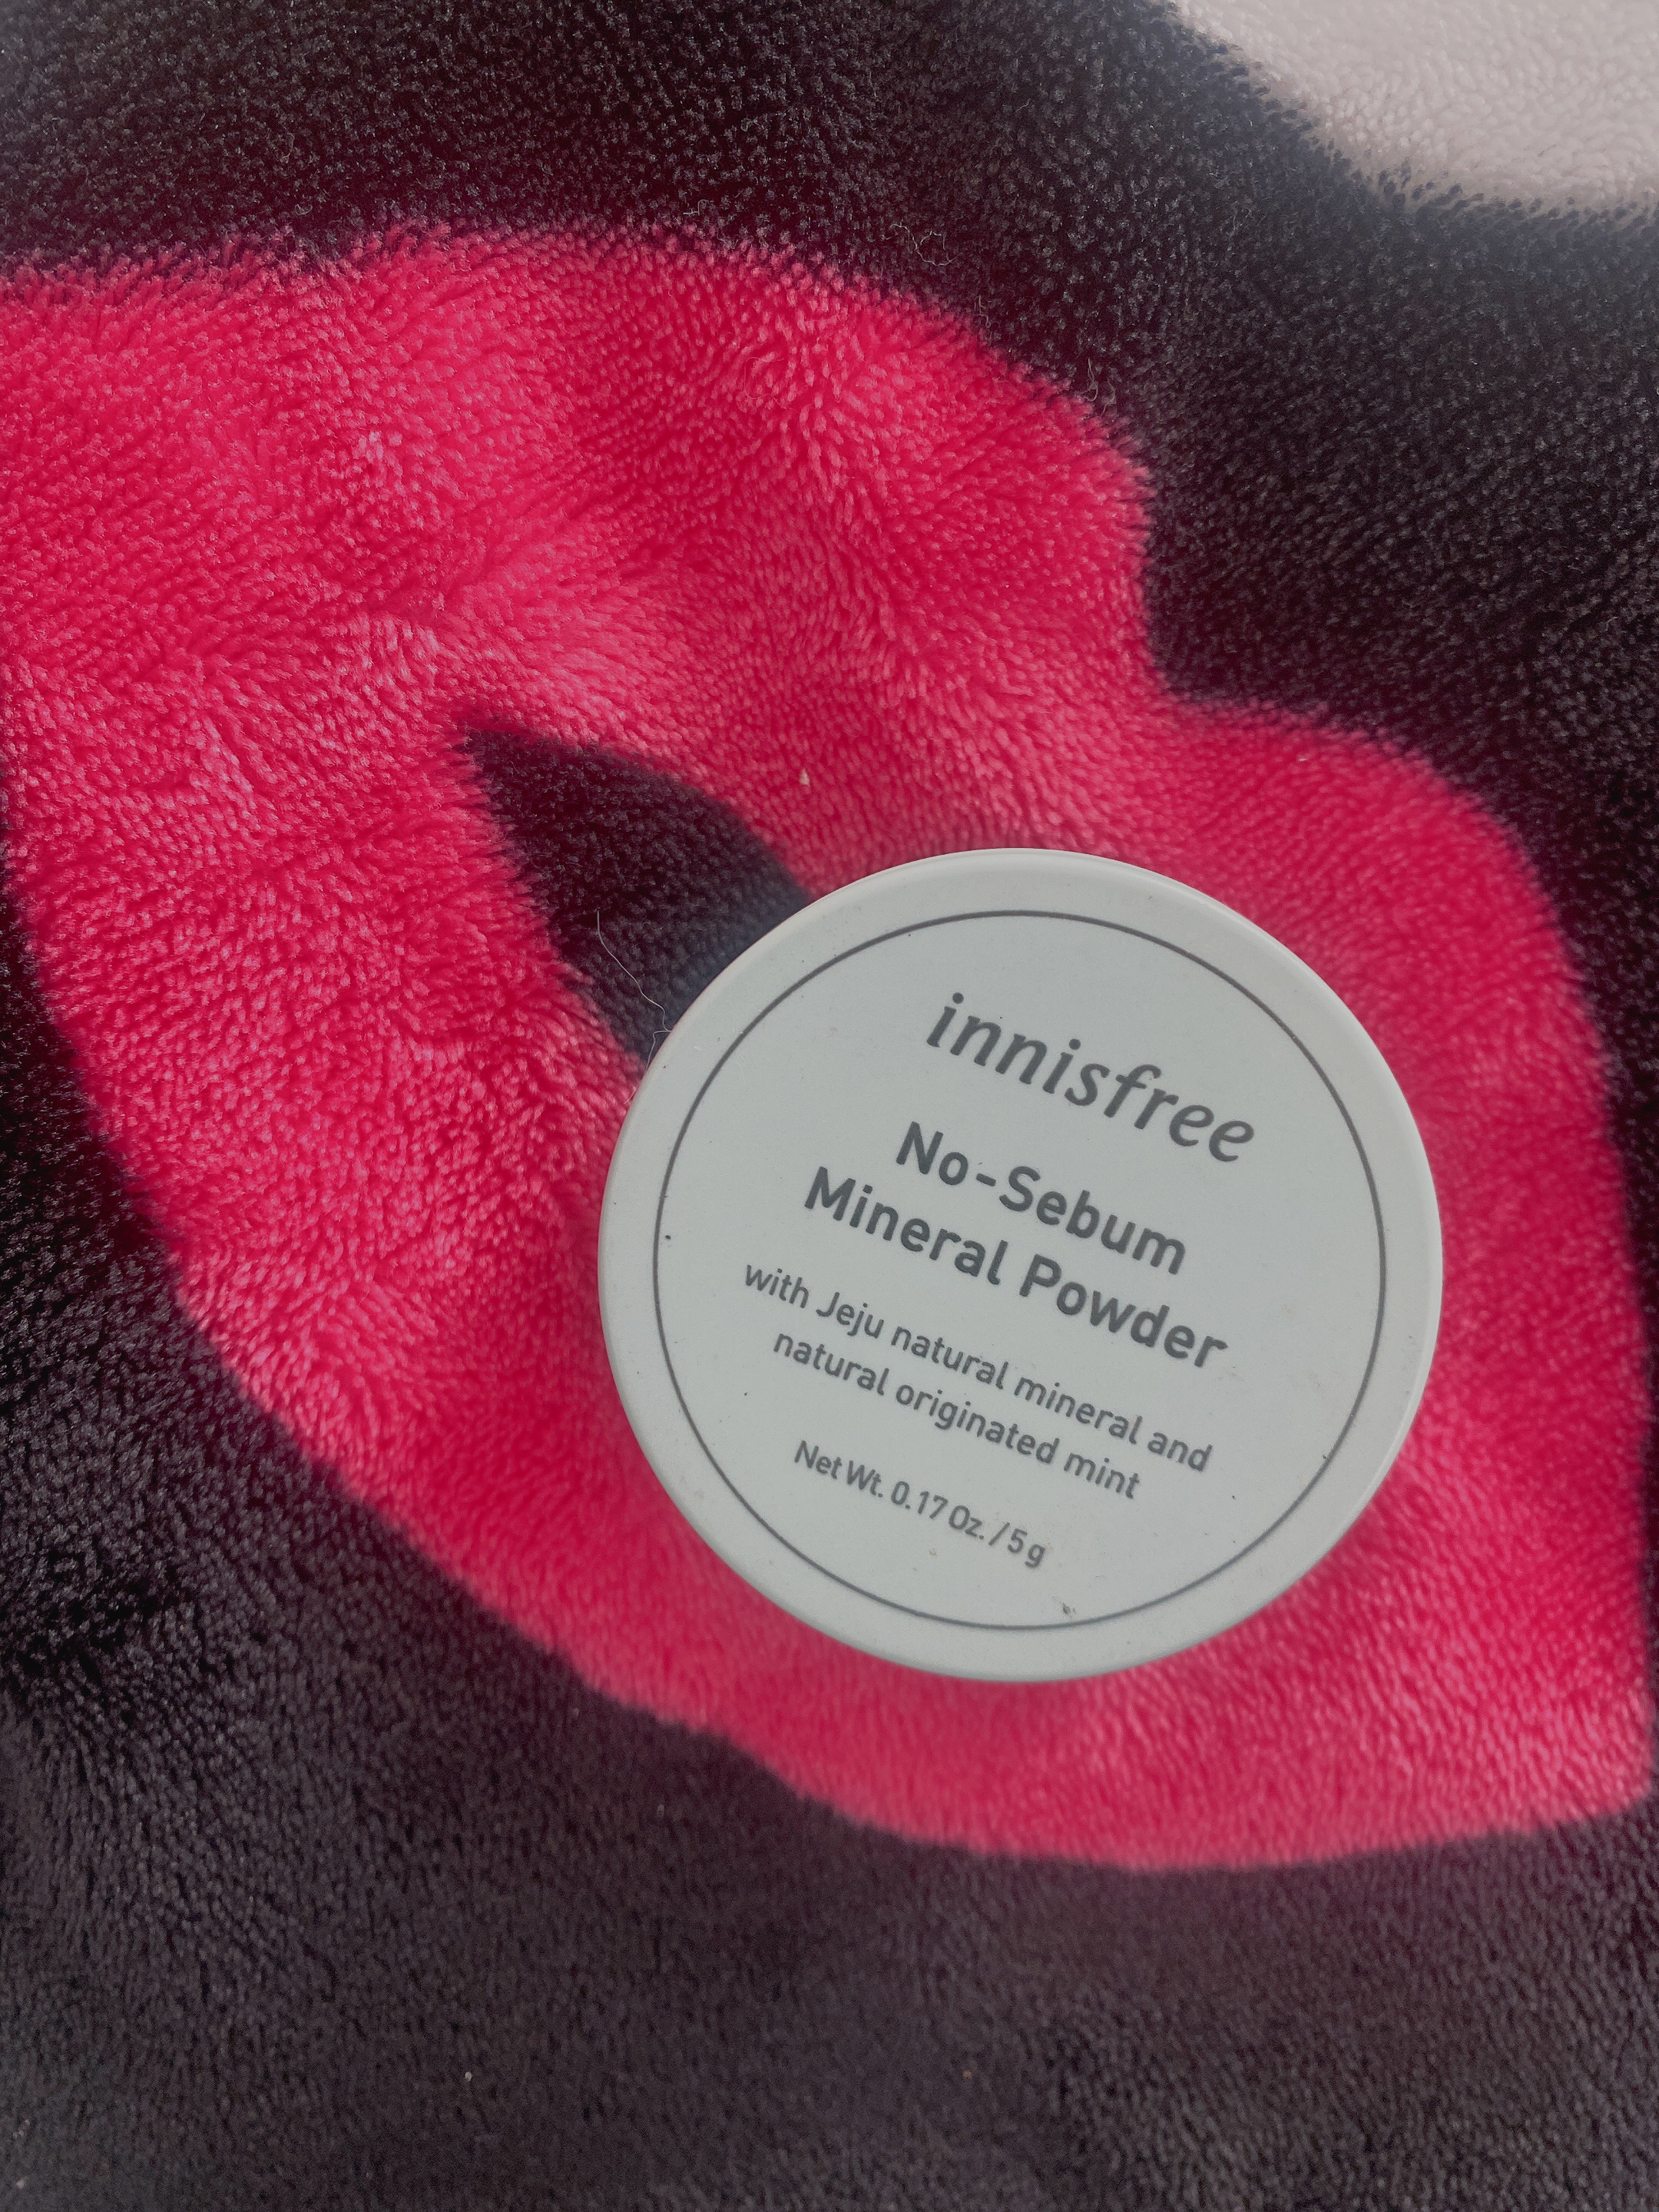 innisfree
No-Sebum
Mineral Powder
with Jeju natural mineral and
natural originated mint
Net Wt. 0.17 Oz. / 5 g